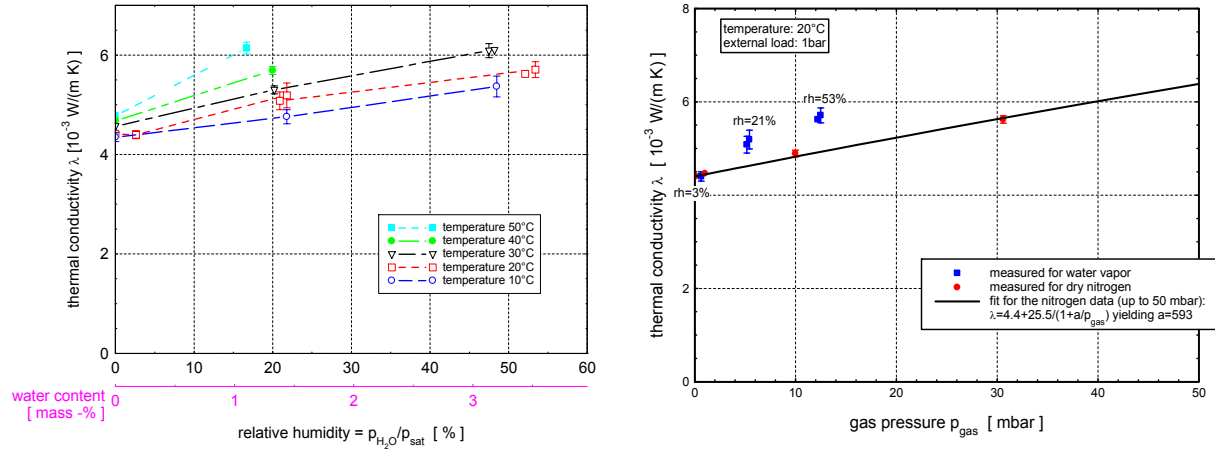 thermal conductivity λ [10⁻³ W/(m K)]
6
4
2
0
0 10 20 30 40 50 60
temperature 50°C
temperature 40°C
temperature 30°C
temperature 20°C
temperature 10°C
water content
[ mass -%]
0 1 2 3
relative humidity = p_H₂O/p_sat [ % ]
thermal conductivity λ [ 10⁻³ W/(m K) ]
8
6
4
2
0
temperature: 20°C
external load: 1bar
rh=53%
rh=21%
rh=3%
measured for water vapor
measured for dry nitrogen
fit for the nitrogen data (up to 50 mbar):
λ=4.4+25.5/(1+a/p_gas) yielding a=593
0 10 20 30 40 50
gas pressure p_gas [ mbar ]